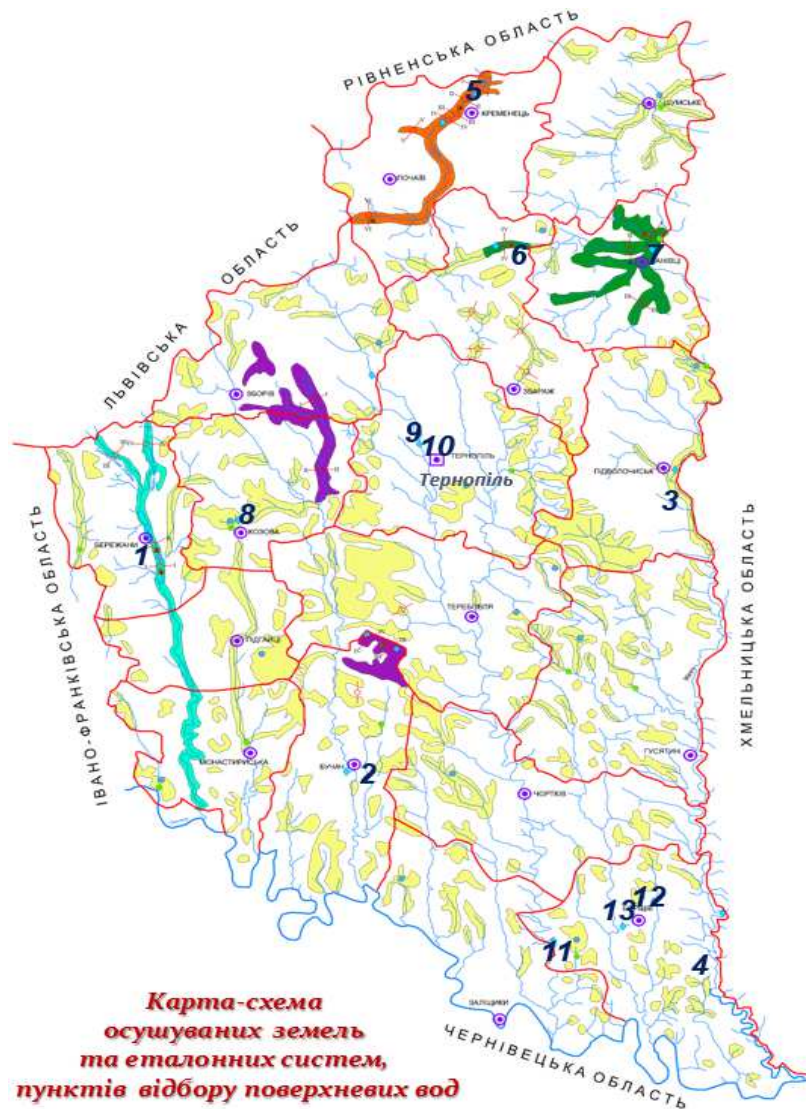 РІВНЕНСЬКА ОБЛАСТЬ
5
КРЕМЕНЕЦЬ
ШУМСЬКЕ
ПОЧАЇВ
6
7
ЛАНІВЦІ
ЛЬВІВСЬКА ОБЛАСТЬ
ЗБОРІВ
ЗБАРАЖ
9
10
ТЕРНОПІЛЬ
Тернопіль
ПІДВОЛОЧИСЬК
3
8
КОЗОВА
БЕРЕЖАНИ
1
ІВАНО-ФРАНКІВСЬКА ОБЛАСТЬ
ХМЕЛЬНИЦЬКА ОБЛАСТЬ
ТЕРЕБОВЛЯ
ПІДГАЙЦІ
МОНАСТИРИСЬКА
БУЧАЧ
2
ГУСЯТИН
ЧОРТКІВ
12
13
11
4
ЗАЛІЩИКИ
ЧЕРНІВЕЦЬКА ОБЛАСТЬ
Карта-схема
осушуваних земель
та еталонних систем,
пунктів відбору поверхневих вод